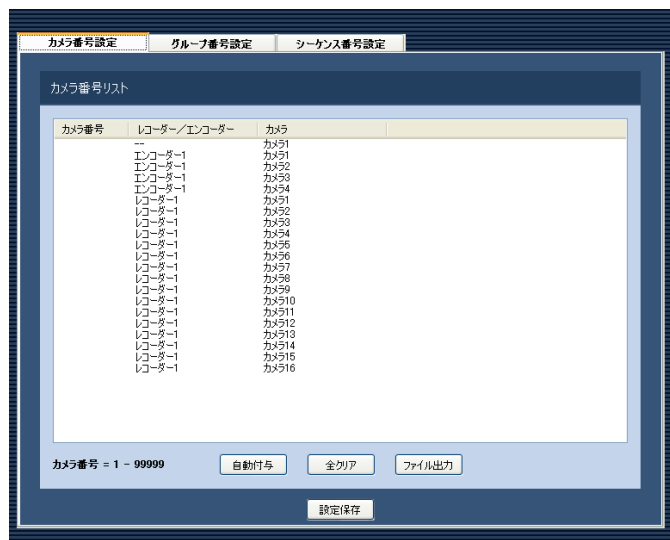 カメラ番号設定 グループ番号設定 シーケンス番号設定
カメラ番号リスト
カメラ番号 レコーダー／エンコーダー カメラ
-- カメラ1
エンコーダー1 カメラ1
エンコーダー1 カメラ2
エンコーダー1 カメラ3
エンコーダー1 カメラ4
レコーダー1 カメラ1
レコーダー1 カメラ2
レコーダー1 カメラ3
レコーダー1 カメラ4
レコーダー1 カメラ5
レコーダー1 カメラ6
レコーダー1 カメラ7
レコーダー1 カメラ8
レコーダー1 カメラ9
レコーダー1 カメラ10
レコーダー1 カメラ11
レコーダー1 カメラ12
レコーダー1 カメラ13
レコーダー1 カメラ14
レコーダー1 カメラ15
レコーダー1 カメラ16
カメラ番号 = 1 - 99999 自動付与 全クリア ファイル出力
設定保存